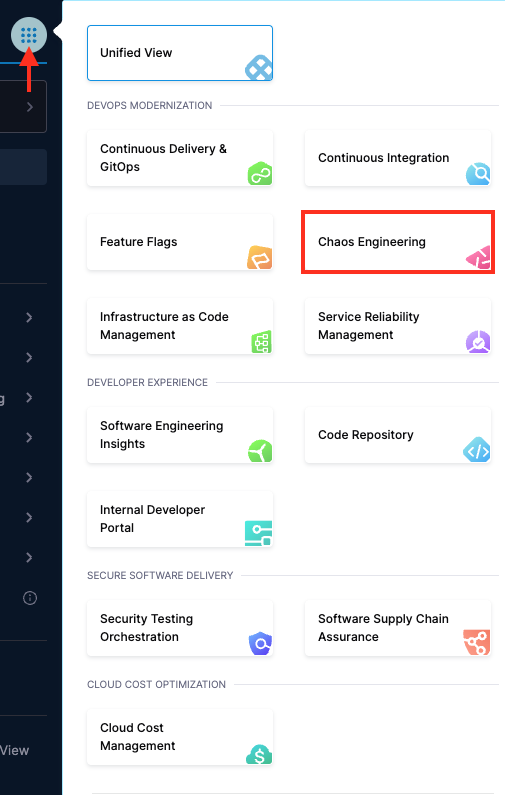 Unified View
DEVOPS MODERNIZATION
Continuous Delivery &
GitOps
Continuous Integration
Feature Flags
Chaos Engineering
Infrastructure as Code
Management
Service Reliability
Management
DEVELOPER EXPERIENCE
Software Engineering
Insights
Code Repository
Internal Developer
Portal
SECURE SOFTWARE DELIVERY
Security Testing
Orchestration
Software Supply Chain
Assurance
CLOUD COST OPTIMIZATION
Cloud Cost
Management
g
View